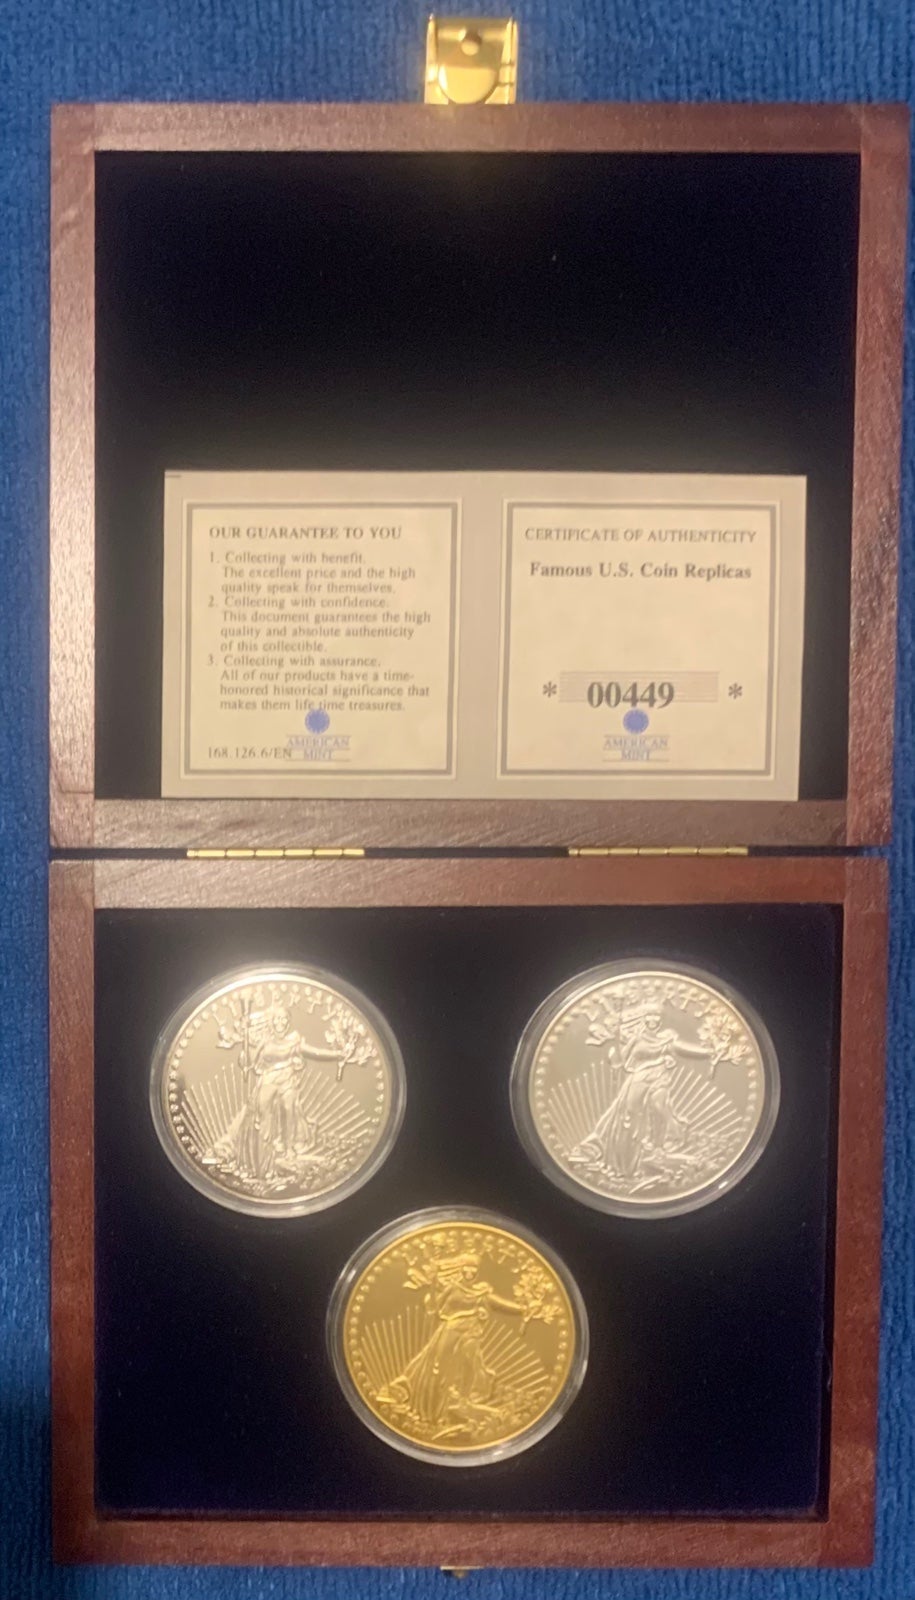 OUR GUARANTEE TO YOU
1. Collecting with benefit.
The excellent price and the high
quality speak for themselves.
2. Collecting with confidence.
This document guarantees the high
quality and absolute authenticity
of this collectible.
3. Collecting with assurance.
All of our products have a time-
honored historical significance that
makes them life time treasures.
168.126.6/EN
AMERICAN
MINT
CERTIFICATE OF AUTHENTICITY
Famous U.S. Coin Replicas
* 00449 *
AMERICAN
MINT
LIBERTY
LIBERTY
LIBERTY